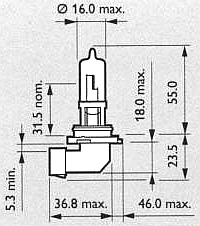 Ø 16.0 max.
31.5 nom.
18.0 max.
55.0
23.5
5.3 min.
36.8 max.
46.0 max.